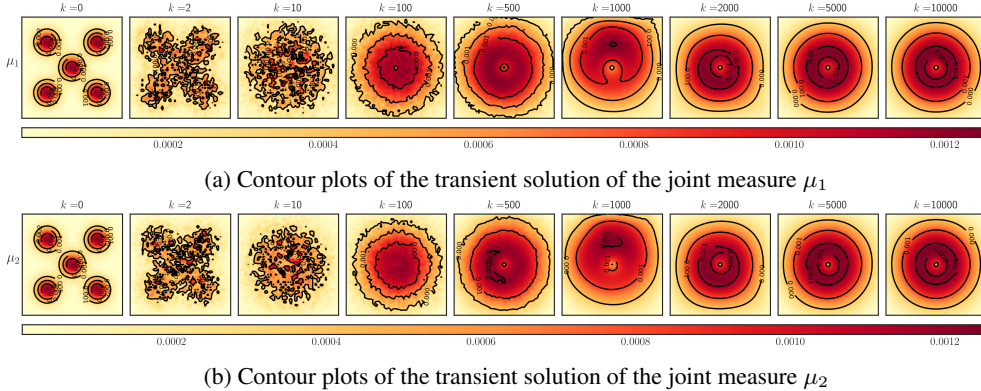 k =0 k =2 k =10 k =100 k =500 k =1000 k =2000 k =5000 k =10000
μ1
0.0002 0.0004 0.0006 0.0008 0.0010 0.0012
(a) Contour plots of the transient solution of the joint measure μ1
k =0 k =2 k =10 k =100 k =500 k =1000 k =2000 k =5000 k =10000
μ2
0.0002 0.0004 0.0006 0.0008 0.0010 0.0012
(b) Contour plots of the transient solution of the joint measure μ2